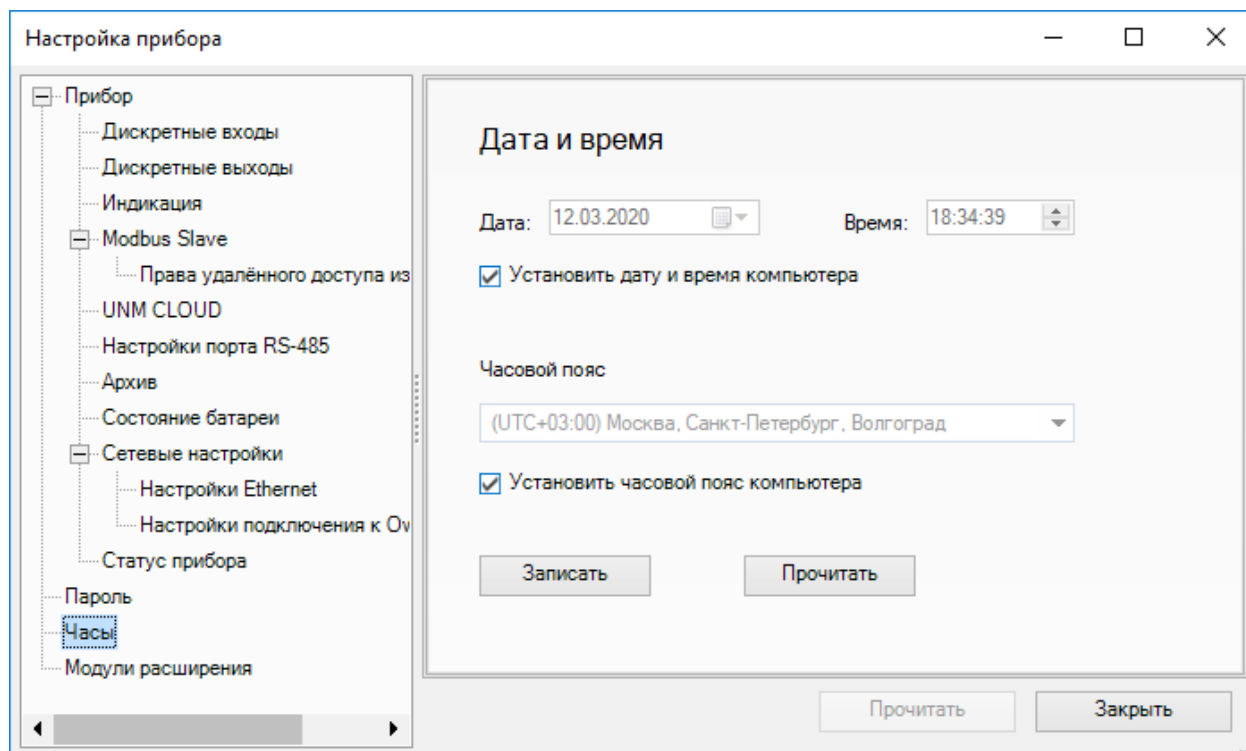 Настройка прибора
Прибор
Дискретные входы
Дискретные выходы
Индикация
Modbus Slave
Права удалённого доступа из
UNM CLOUD
Настройки порта RS-485
Архив
Состояние батареи
Сетевые настройки
Настройки Ethernet
Настройки подключения к Ov
Статус прибора
Пароль
Часы
Модули расширения
Дата и время
Дата: 12.03.2020 Время: 18:34:39
Установить дату и время компьютера
Часовой пояс
(UTC+03:00) Москва, Санкт-Петербург, Волгоград
Установить часовой пояс компьютера
Записать Прочитать
Прочитать Закрыть